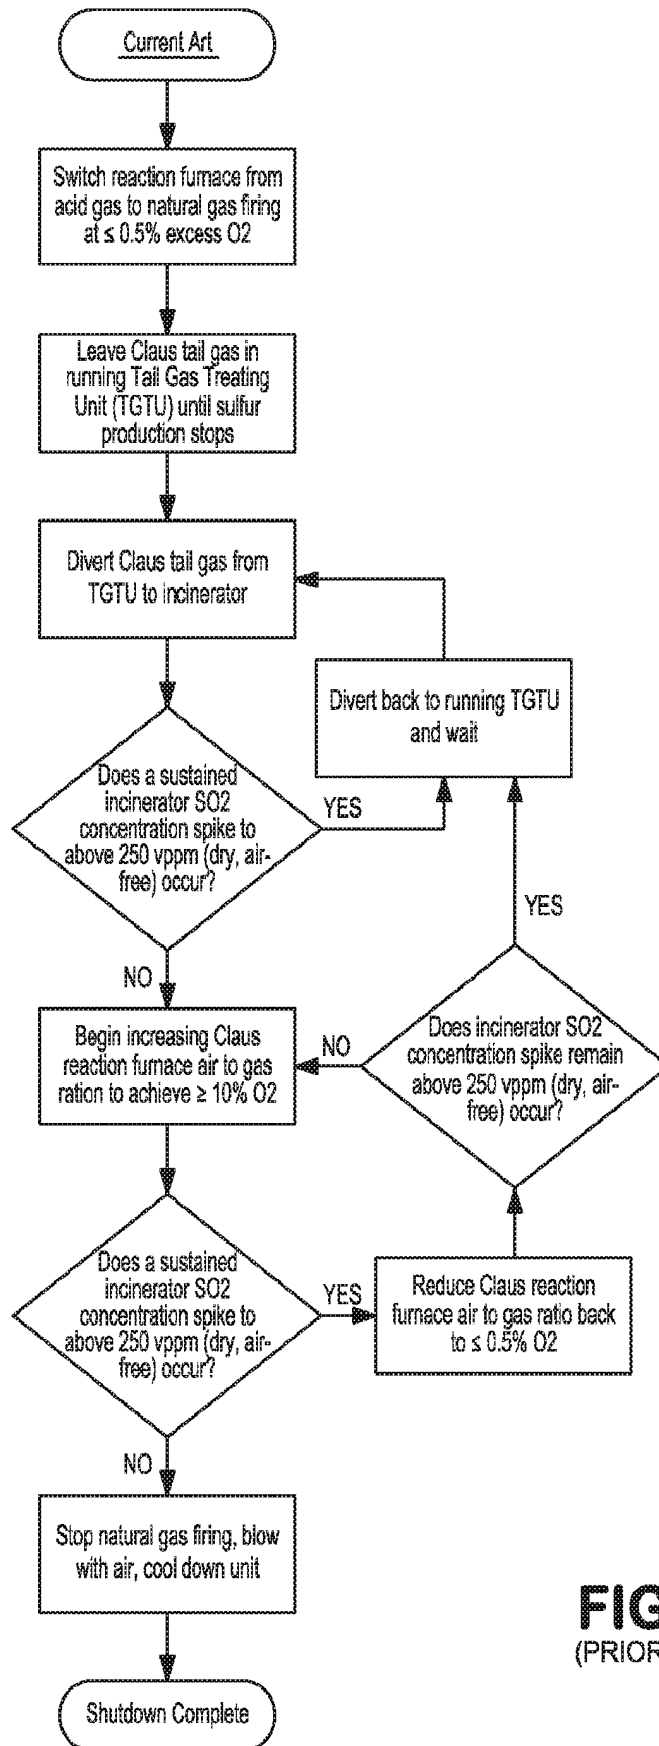 Current Art
Switch reaction furnace from
acid gas to natural gas firing
at ≤ 0.5% excess O2
Leave Claus tail gas in
running Tail Gas Treating
Unit (TGTU) until sulfur
production stops
Divert Claus tail gas from
TGTU to incinerator
Divert back to running TGTU
and wait
Does a sustained
incinerator SO2
concentration spike to
above 250 vppm (dry, air-
free) occur?
YES
YES
NO
Begin increasing Claus
reaction furnace air to gas
ration to achieve ≥ 10% O2
NO
Does incinerator SO2
concentration spike remain
above 250 vppm (dry, air-
free) occur?
Does a sustained
incinerator SO2
concentration spike to
above 250 vppm (dry, air-
free) occur?
YES
Reduce Claus reaction
furnace air to gas ratio back
to ≤ 0.5% O2
NO
Stop natural gas firing, blow
with air, cool down unit
FIG
(PRIOR
Shutdown Complete